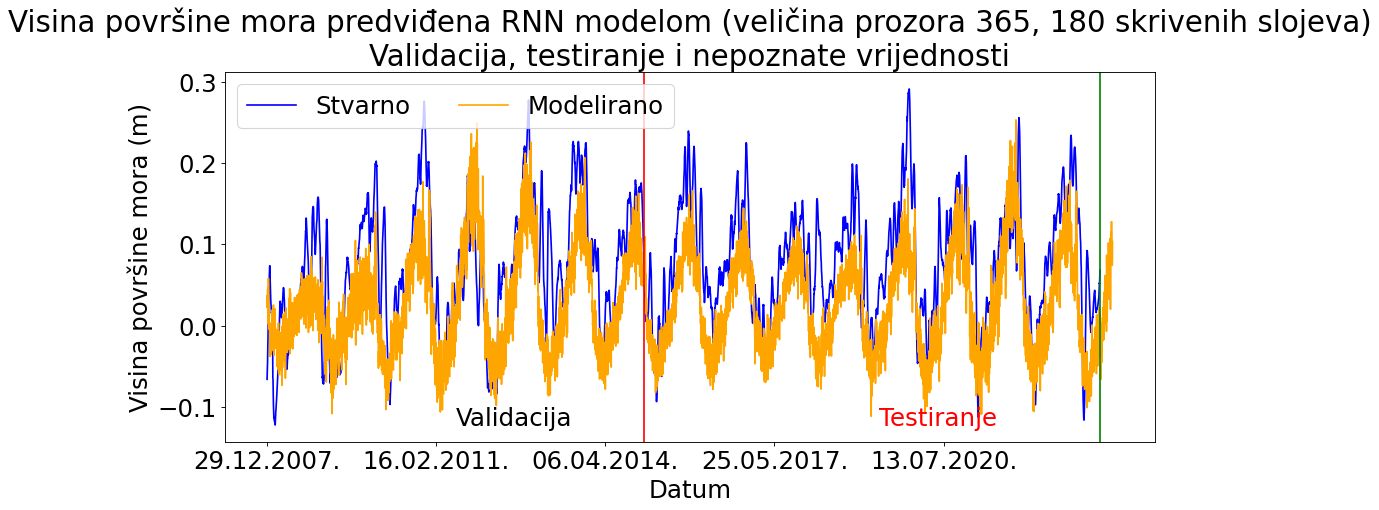 Visina površine mora predviđena RNN modelom (veličina prozora 365, 180 skrivenih slojeva)
Validacija, testiranje i nepoznate vrijednosti
Stvarno
Modelirano
Visina površine mora (m)
0.3
0.2
0.1
0.0
−0.1
Validacija
Testiranje
29.12.2007.
16.02.2011.
06.04.2014.
25.05.2017.
13.07.2020.
Datum